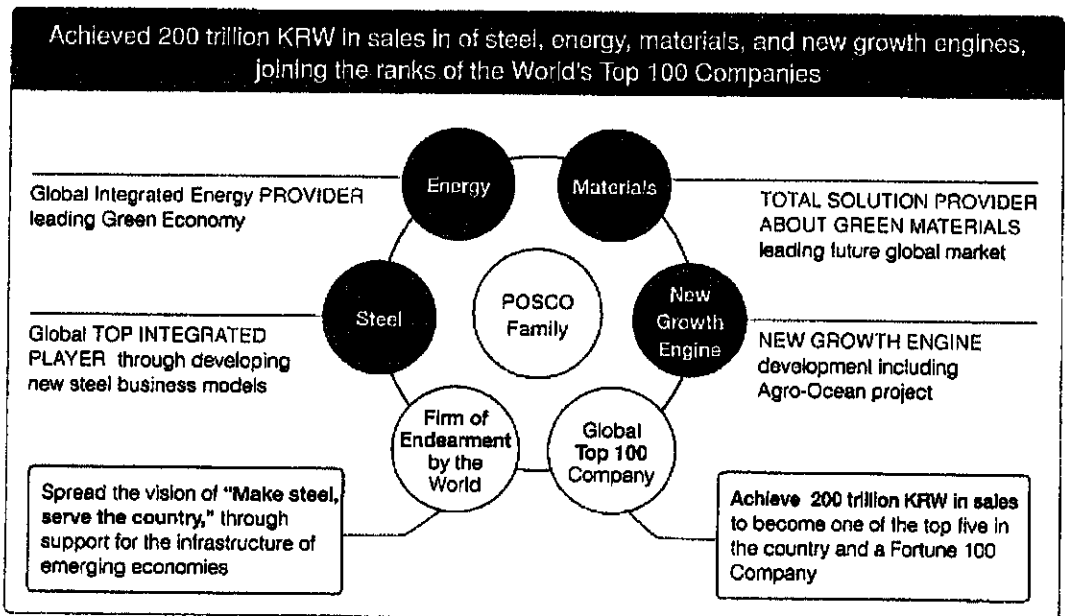 Achieved 200 trillion KRW in sales in of steel, energy, materials, and new growth engines,
joining the ranks of the World's Top 100 Companies
Energy
Materials
Global Integrated Energy PROVIDER
leading Green Economy
TOTAL SOLUTION PROVIDER
ABOUT GREEN MATERIALS
leading future global market
POSCO
Family
Steel
New
Growth
Engine
Global TOP INTEGRATED
PLAYER through developing
new steel business models
NEW GROWTH ENGINE
development including
Agro-Ocean project
Firm of
Endearment
by the
World
Global
Top 100
Company
Spread the vision of "Make steel,
serve the country," through
support for the infrastructure of
emerging economies
Achieve 200 trillion KRW in sales
to become one of the top five in
the country and a Fortune 100
Company